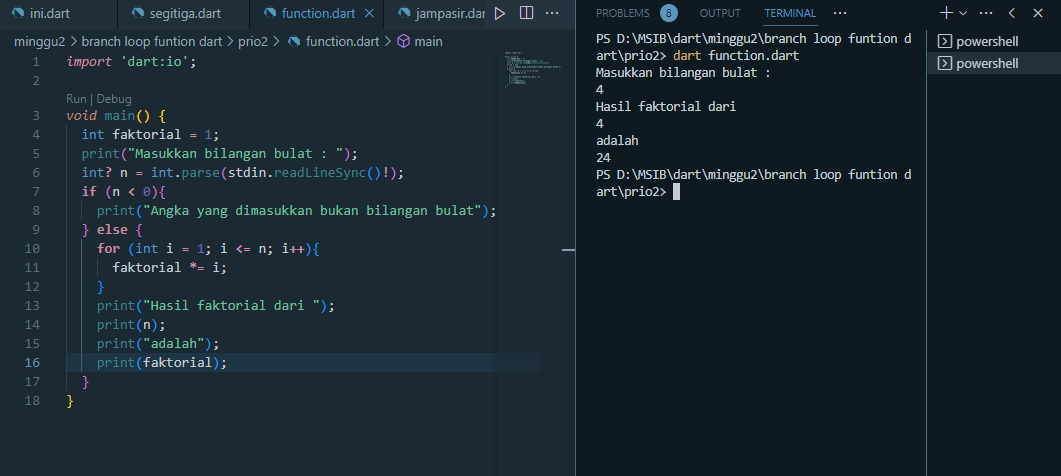 ini.dart segitiga.dart function.dart jampasir.dar
minggu2 > branch loop funtion dart > prio2 > function.dart > main
1 import 'dart:io';
2
Run | Debug
3 void main() {
4 int faktorial = 1;
5 print("Masukkan bilangan bulat : ");
6 int? n = int.parse(stdin.readLineSync()!);
7 if (n < 0){
8 print("Angka yang dimasukkan bukan bilangan bulat");
9 } else {
10 for (int i = 1; i <= n; i++){
11 faktorial *= i;
12 }
13 print("Hasil faktorial dari ");
14 print(n);
15 print("adalah");
16 print(faktorial);
17 }
18 }
PROBLEMS 8 OUTPUT TERMINAL
PS D:\MSIB\dart\minggu2\branch loop funtion d
art\prio2> dart function.dart
Masukkan bilangan bulat :
4
Hasil faktorial dari
4
adalah
24
PS D:\MSIB\dart\minggu2\branch loop funtion d
art\prio2>
powershell
powershell